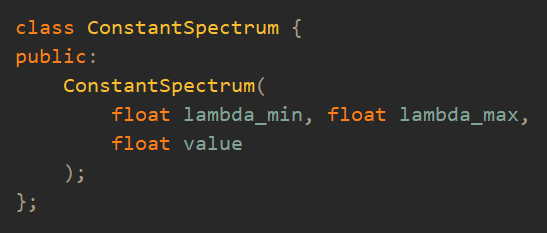 class ConstantSpectrum {
public:
    ConstantSpectrum(
        float lambda_min, float lambda_max,
        float value
    );
};